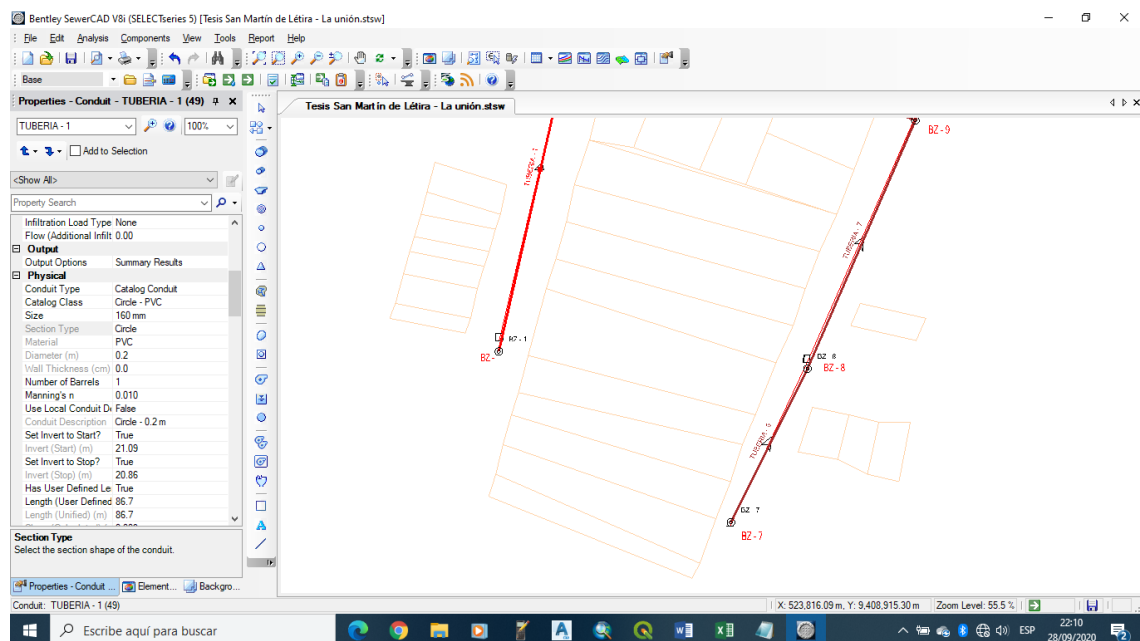 Bentley SewerCAD V8i (SELECTseries 5) [Tesis San Martín de Létira - La unión.stsw]
File Edit Analysis Components View Tools Report Help
Base
Properties - Conduit - TUBERIA - 1 (49)
TUBERIA - 1
100%
Add to Selection
<Show All>
Property Search
Infiltration Load Type None
Flow (Additional Infilt 0.00
Output
Output Options Summary Results
Physical
Conduit Type Catalog Conduit
Catalog Class Circle - PVC
Size 160 mm
Section Type Circle
Material PVC
Diameter (m) 0.2
Wall Thickness (cm) 0.0
Number of Barrels 1
Manning's n 0.010
Use Local Conduit De False
Conduit Description Circle - 0.2 m
Set Invert to Start? True
Invert (Start) (m) 21.09
Set Invert to Stop? True
Invert (Stop) (m) 20.86
Has User Defined Le True
Length (User Defined 86.7
Length (Unified) (m) 86.7
Section Type
Select the section shape of the conduit.
Properties - Conduit ... Element... Backgro...
Tesis San Martín de Létira - La unión.stsw
TUBERIA - 1
BZ - 1
BZ-
BZ-9
TUBERIA - 7
BZ 8
BZ-8
BZ 7
BZ-7
Conduit: TUBERIA - 1 (49)
X: 523,816.09 m, Y: 9,408,915.30 m Zoom Level: 55.5 %
Escribe aquí para buscar
ESP
22:10
28/09/2020